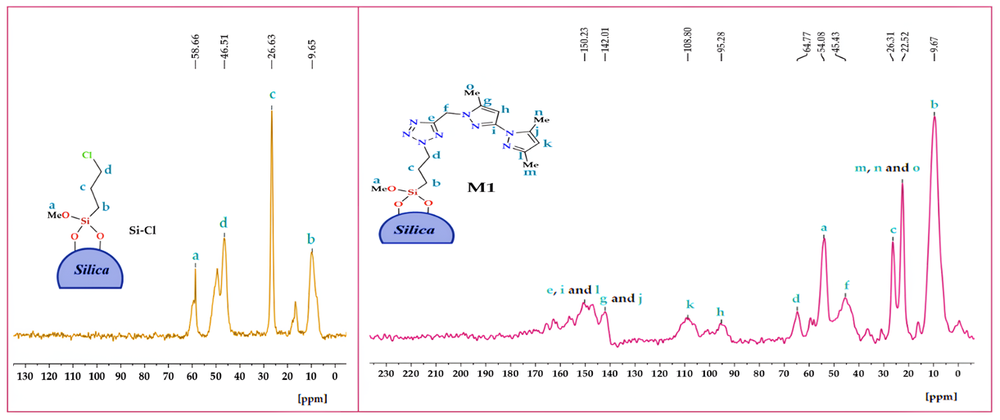 58.66
46.51
26.63
9.65
c
d
b
a
Cl
d
c
b
a
MeO
Si
O
O
Si-Cl
Silica
130 120 110 100 90 80 70 60 50 40 30 20 10 0
[ppm]
150.23
142.01
108.80
95.28
64.77
54.08
45.43
26.31
22.52
9.67
o
Me
f
g
h
e
N
N
i
N
N
N
N
N
N
n
Me
j
k
l
Me
m
d
c
b
a
MeO
Si
O
O
M1
Silica
b
m, n and o
a
c
e, i and l
g and j
k
h
d
f
230 220 210 200 190 180 170 160 150 140 130 120 110 100 90 80 70 60 50 40 30 20 10 0
[ppm]